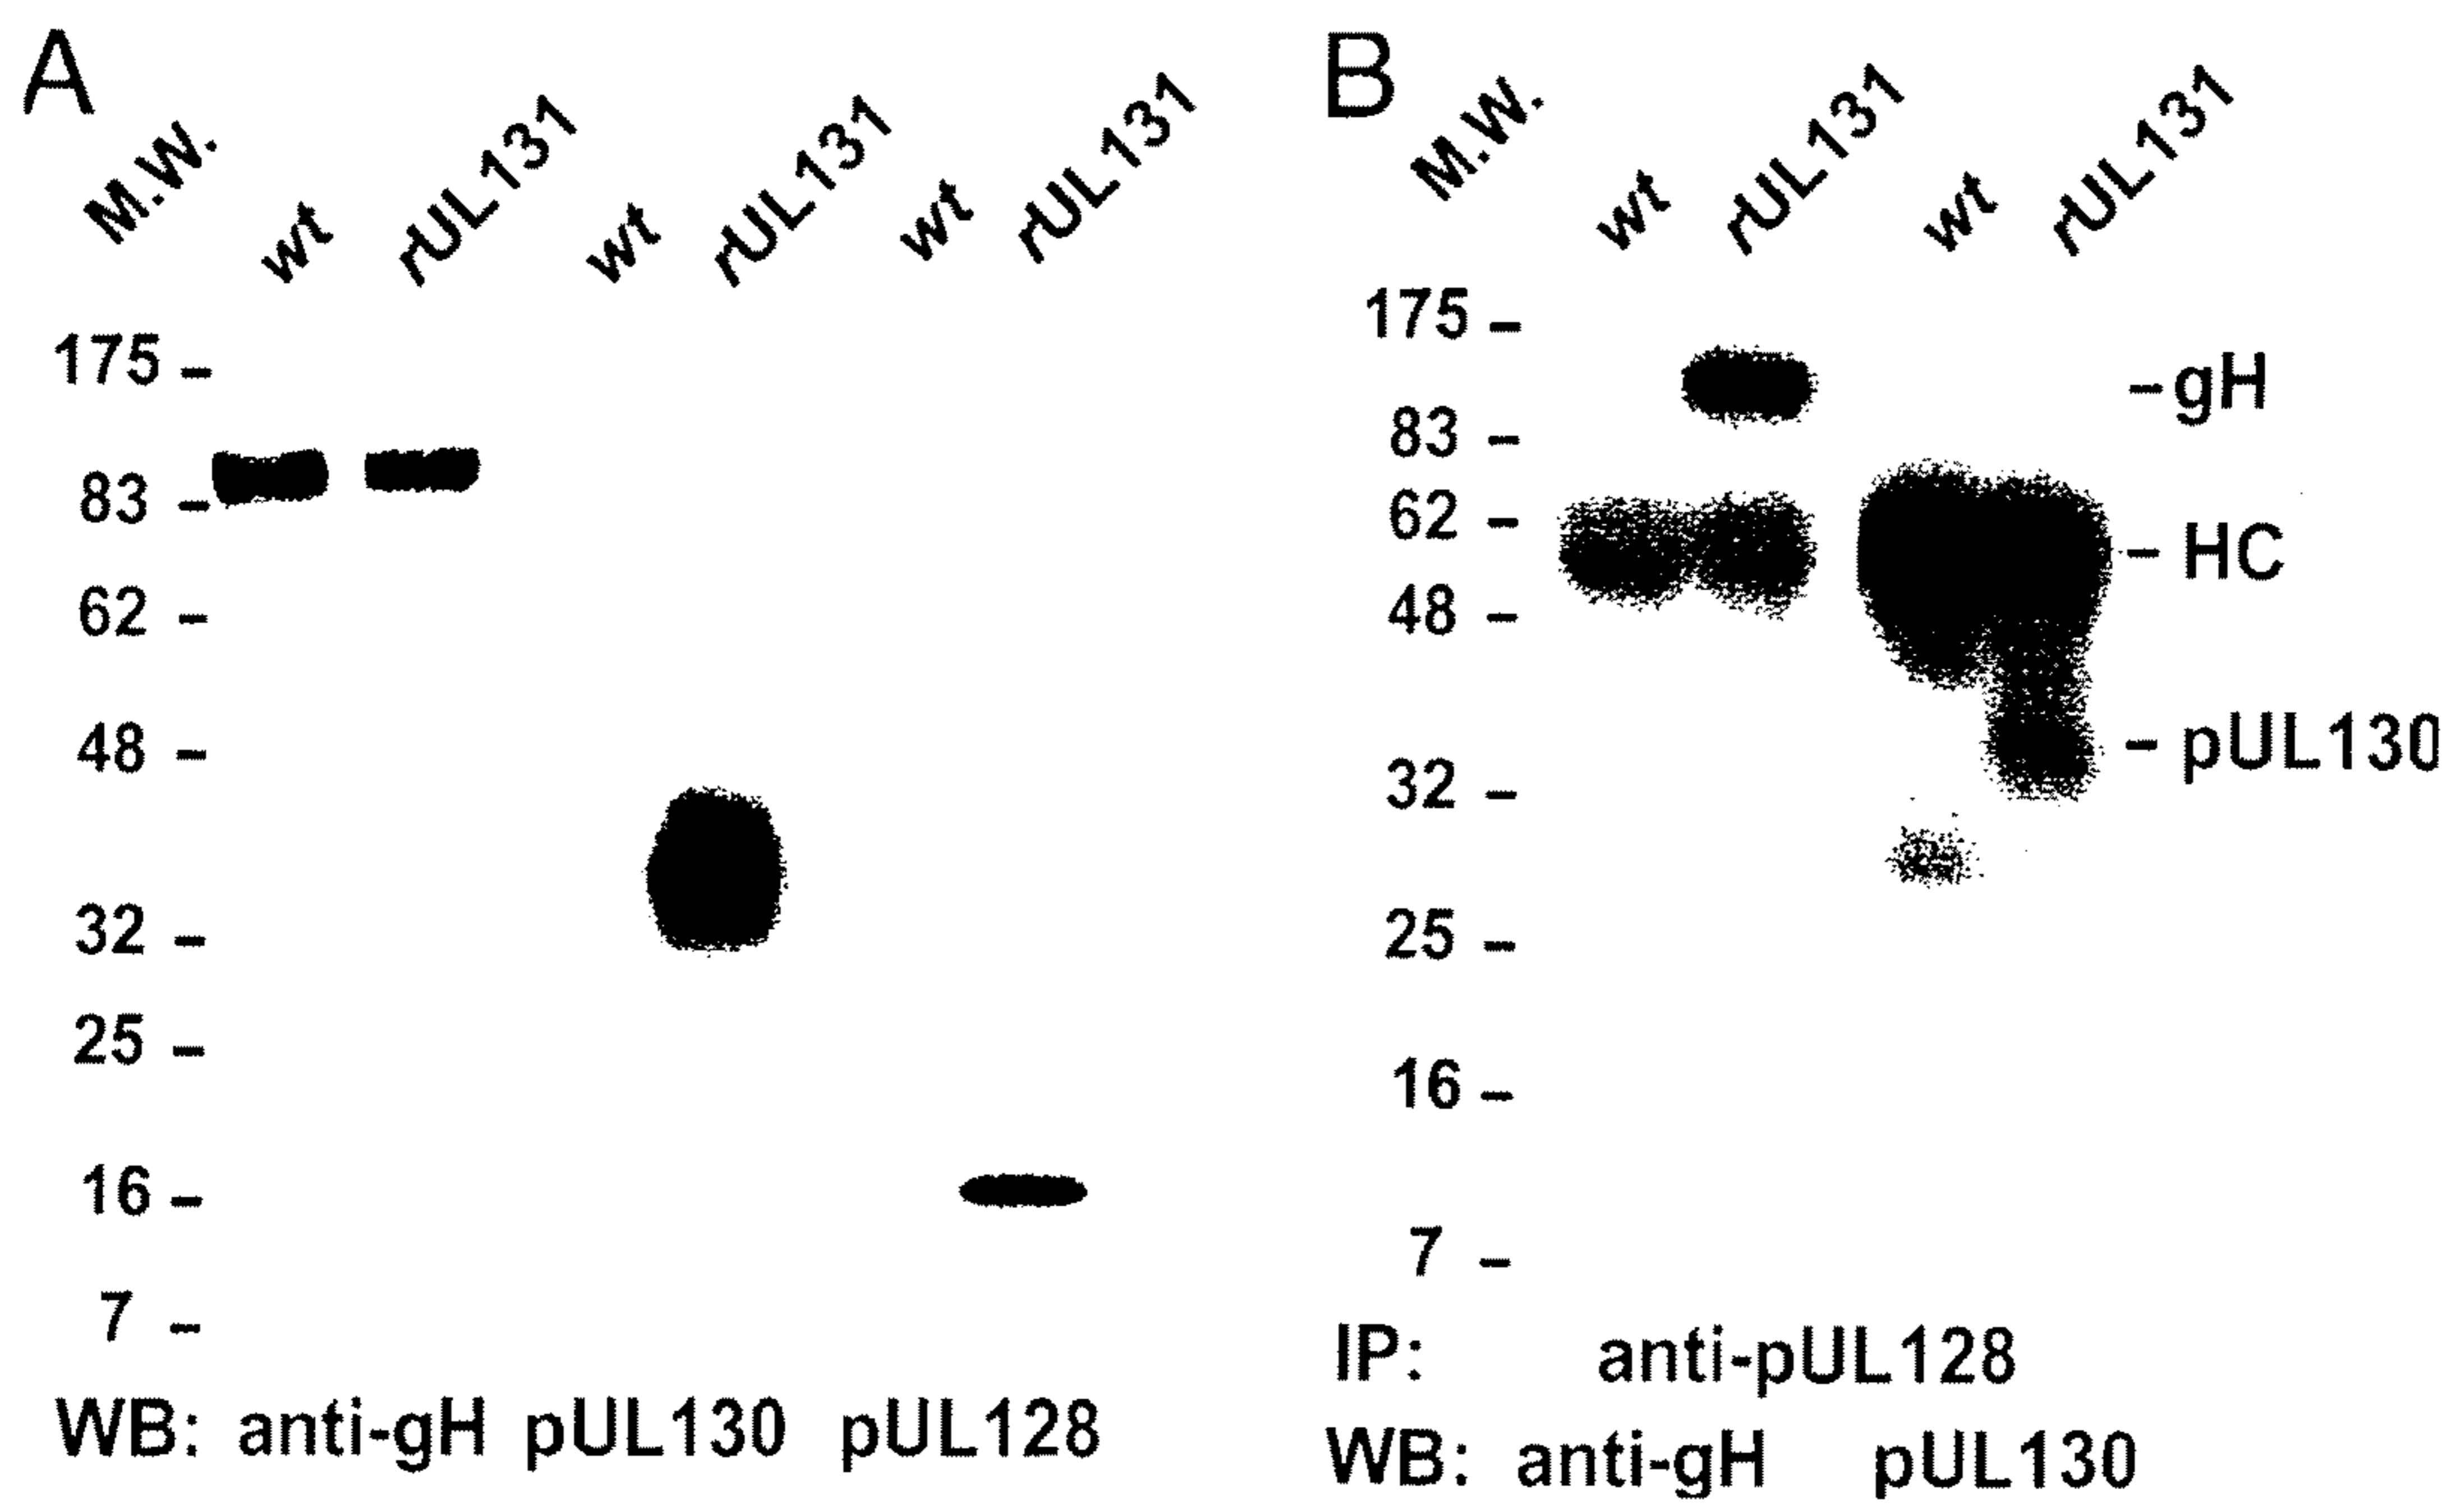 A
M.W.
wt
rUL131
wt
rUL131
wt
rUL131
175
83
62
48
32
25
16
7
WB: anti-gH pUL130 pUL128
B
M.W.
wt
rUL131
wt
rUL131
175
83
62
48
32
25
16
7
gH
HC
pUL130
IP: anti-pUL128
WB: anti-gH pUL130